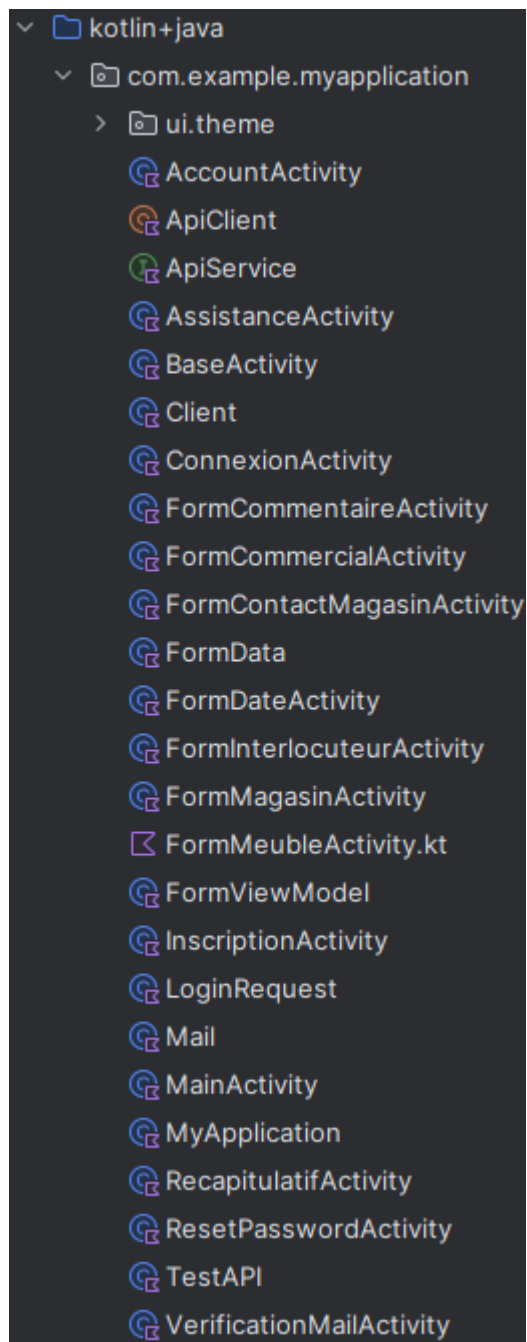 kotlin+java
com.example.myapplication
ui.theme
AccountActivity
ApiClient
ApiService
AssistanceActivity
BaseActivity
Client
ConnexionActivity
FormCommentaireActivity
FormCommercialActivity
FormContactMagasinActivity
FormData
FormDateActivity
FormInterlocuteurActivity
FormMagasinActivity
FormMeubleActivity.kt
FormViewModel
InscriptionActivity
LoginRequest
Mail
MainActivity
MyApplication
RecapitulatifActivity
ResetPasswordActivity
TestAPI
VerificationMailActivity